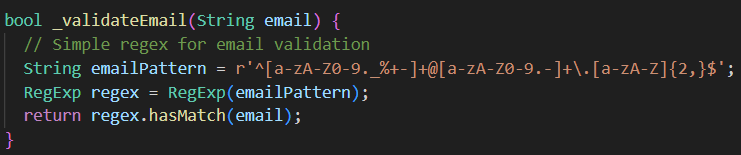 bool _validateEmail(String email) {
  // Simple regex for email validation
  String emailPattern = r'^[a-zA-Z0-9._%+-]+@[a-zA-Z0-9.-]+\.[a-zA-Z]{2,}$';
  RegExp regex = RegExp(emailPattern);
  return regex.hasMatch(email);
}